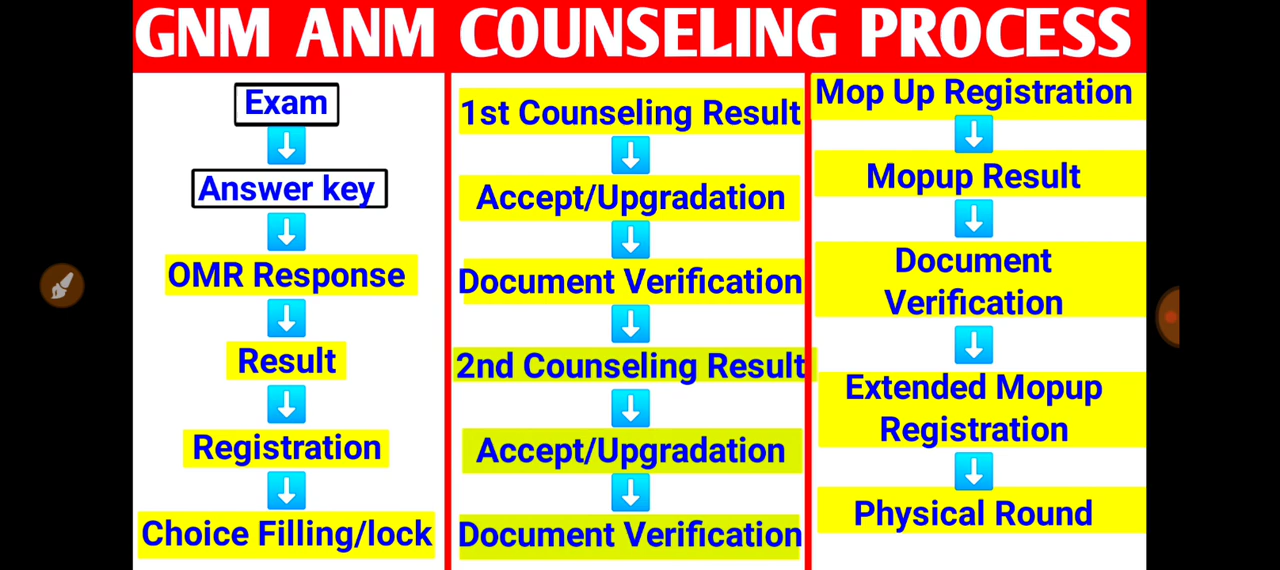 GNM ANM COUNSELING PROCESS
Exam
Answer key
OMR Response
Result
Registration
Choice Filling/lock
1st Counseling Result
Accept/Upgradation
Document Verification
2nd Counseling Result
Accept/Upgradation
Document Verification
Mop Up Registration
Mopup Result
Document
Verification
Extended Mopup
Registration
Physical Round